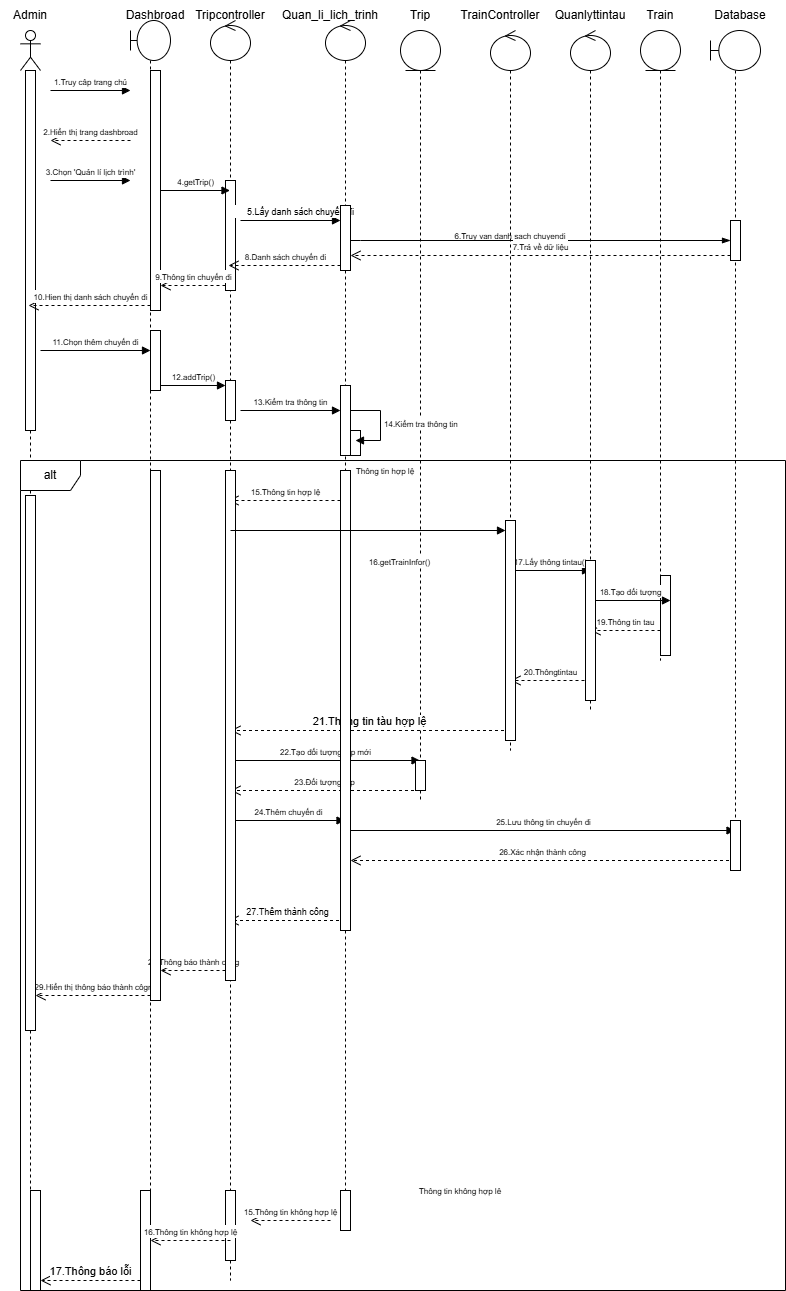 Admin
Dashbroad
Tripcontroller
Quan_li_lich_trinh
Trip
TrainController
Quanlyttintau
Train
Database
1.Truy cập trang chủ
2.Hiển thị trang dashbroad
3.Chọn 'Quản lí lịch trình'
4.getTrip()
5.Lấy danh sách chuyến đi
6.Truy van danh sach chuyendi
7.Trả về dữ liệu
8.Danh sách chuyến đi
9.Thông tin chuyến đi
10.Hien thị danh sách chuyến đi
11.Chọn thêm chuyến đi
12.addTrip()
13.Kiểm tra thông tin
14.Kiểm tra thông tin
alt
Thông tin hợp lệ
15.Thông tin hợp lệ
16.getTrainInfor()
17.Lấy thông tintau()
18.Tạo đối tượng
19.Thông tin tau
20.Thôngtintau
21.Thông tin tàu hợp lệ
22.Tạo đối tượng mới
23.Đối tượng
24.Thêm chuyến đi
25.Lưu thông tin chuyến đi
26.Xác nhận thành công
27.Thêm thành công
Thông báo thành công
29.Hiển thị thông báo thành công
Thông tin không hợp lê
15.Thông tin không hợp lệ
16.Thông tin không hợp lệ
17.Thông báo lỗi